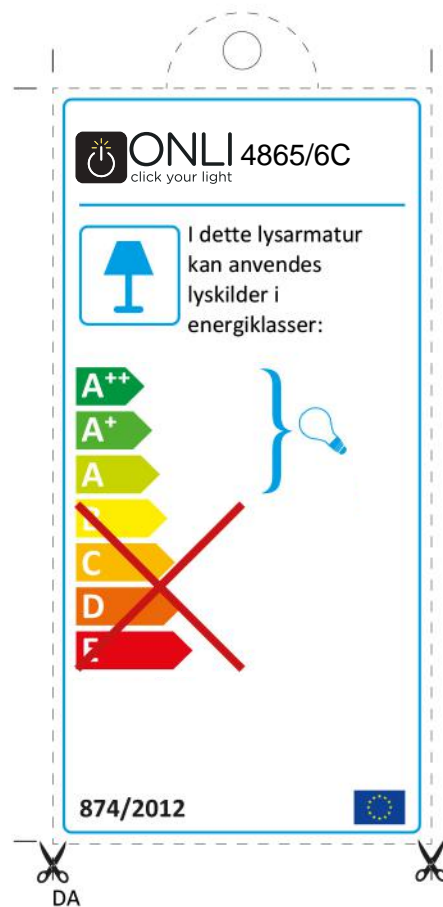 ONLI 4865/6C
click your light
I dette lysarmatur
kan anvendes
lyskilder i
energiklasser:
A++
A+
A
B
C
D
E
874/2012
DA